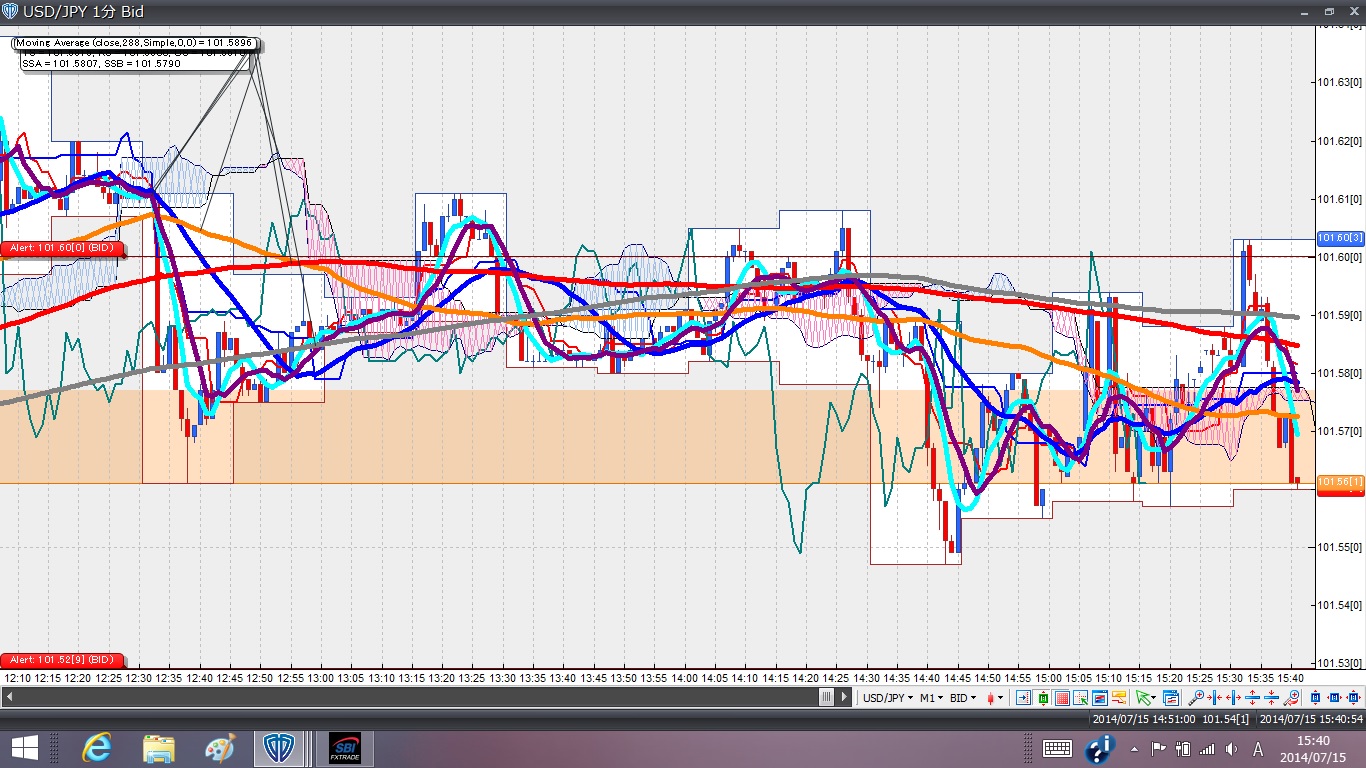 USD/JPY 1分 Bid
Moving Average (close,288,Simple,0,0) = 101.5896
SSA = 101.5807, SSB = 101.5790
101.63[0]
101.62[0]
101.61[0]
101.60[3]
101.60[0]
101.59[0]
101.58[0]
101.57[0]
101.56[1]
101.55[0]
101.54[0]
101.53[0]
Alert: 101.60[0] (BID)
Alert: 101.52[9] (BID)
12:10 12:15 12:20 12:25 12:30 12:35 12:40 12:45 12:50 12:55 13:00 13:05 13:10 13:15 13:20 13:25 13:30 13:35 13:40 13:45 13:50 13:55 14:00 14:05 14:10 14:15 14:20 14:25 14:30 14:35 14:40 14:45 14:50 14:55 15:00 15:05 15:10 15:15 15:20 15:25 15:30 15:35 15:40
USD/JPY M1 BID
2014/07/15 14:51:00 101.54[1] 2014/07/15 15:40:54
SBI
FXTRADE
A
15:40
2014/07/15